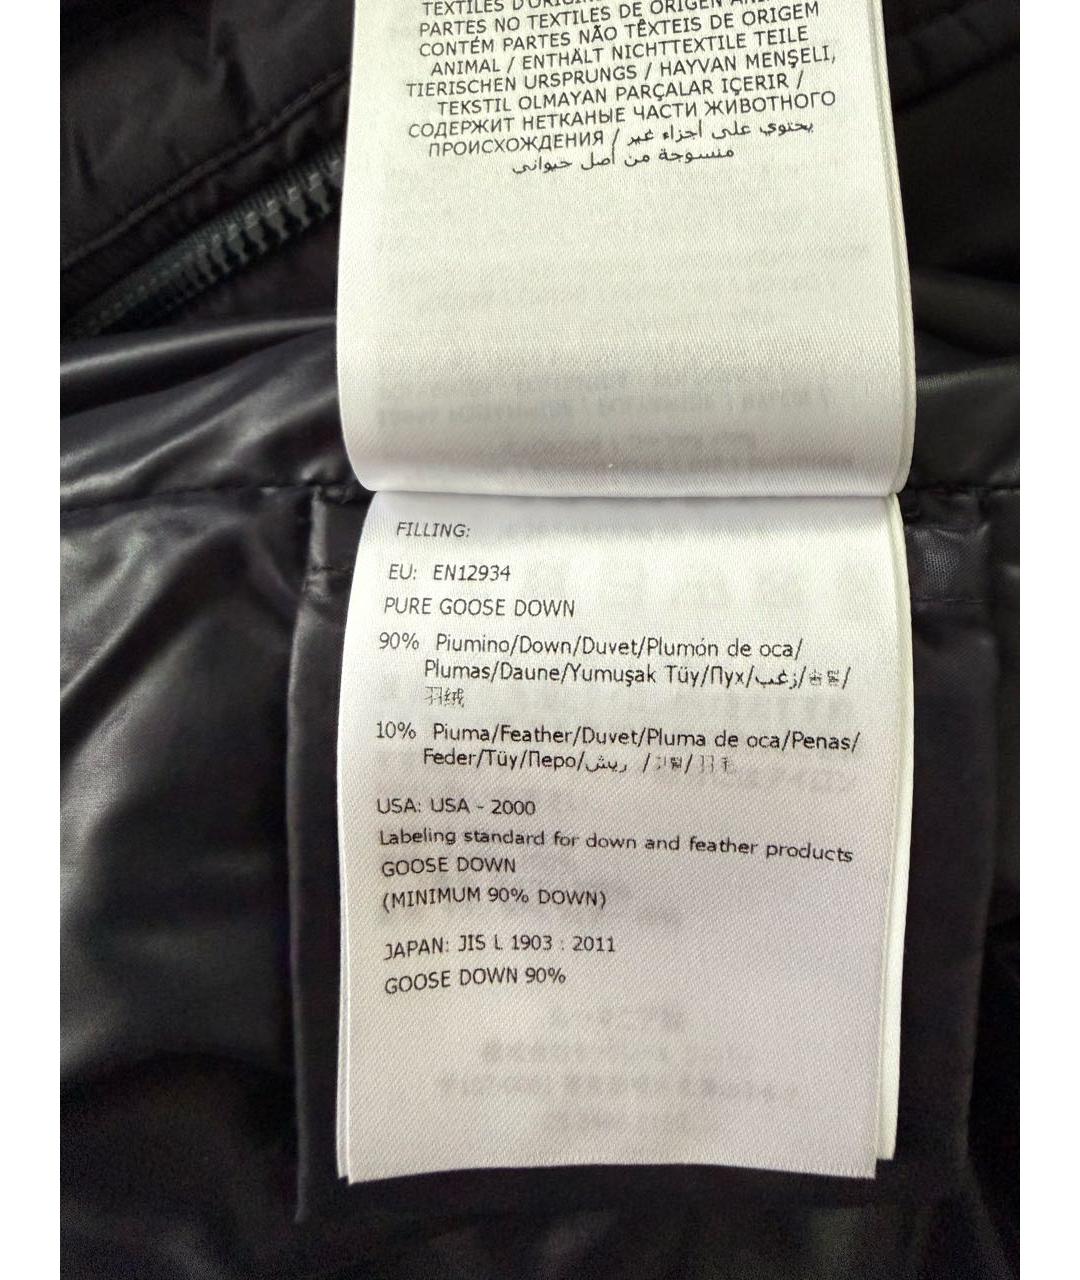 TEXTILES
PARTES NO TEXTILES DE ORIGEN
CONTÉM PARTES NÃO TÊXTEIS DE ORIGEM
ANIMAL / ENTHÄLT NICHTTEXTILE TEILE
TIERISCHEN URSPRUNGS / HAYVAN MENŞELI,
TEKSTIL OLMAYAN PARÇALAR IÇERIR /
СОДЕРЖИТ НЕТКАНЫЕ ЧАСТИ ЖИВОТНОГО
ПРОИСХОЖДЕНИЯ / يحتوي على أجزاء غير
منسوجة من أصل حيواني
FILLING:
EU: EN12934
PURE GOOSE DOWN
90% Piumino/Down/Duvet/Plumón de oca/
Plumas/Daune/Yumuşak Tüy/Пух/زغب/
羽绒
10% Piuma/Feather/Duvet/Pluma de oca/Penas/
Feder/Tüy/Перо/ريش /
USA: USA - 2000
Labeling standard for down and feather products
GOOSE DOWN
(MINIMUM 90% DOWN)
JAPAN: JIS L 1903 : 2011
GOOSE DOWN 90%